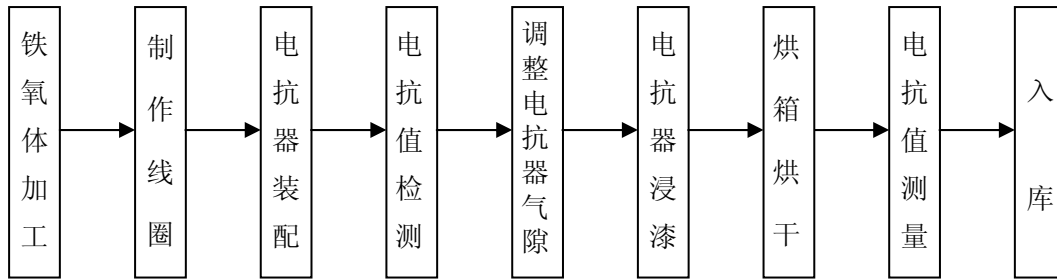 铁氧体加工
制作线圈
电抗器装配
电抗值检测
调整电抗器气隙
电抗器浸漆
烘箱烘干
电抗值测量
入库